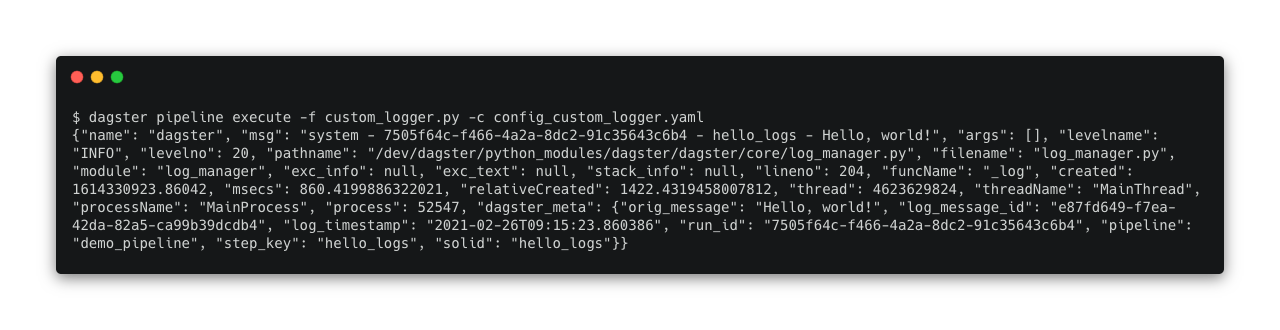 $ dagster pipeline execute -f custom_logger.py -c config_custom_logger.yaml
{"name": "dagster", "msg": "system - 7505f64c-f466-4a2a-8dc2-91c35643c6b4 - hello_logs - Hello, world!", "args": [], "levelname":
"INFO", "levelno": 20, "pathname": "/dev/dagster/python_modules/dagster/dagster/core/log_manager.py", "filename": "log_manager.py",
"module": "log_manager", "exc_info": null, "exc_text": null, "stack_info": null, "lineno": 204, "funcName": "_log", "created":
1614330923.86042, "msecs": 860.4199886322021, "relativeCreated": 1422.4319458007812, "thread": 4623629824, "threadName": "MainThread",
"processName": "MainProcess", "process": 52547, "dagster_meta": {"orig_message": "Hello, world!", "log_message_id": "e87fd649-f7ea-
42da-82a5-ca99b39dcdb4", "log_timestamp": "2021-02-26T09:15:23.860386", "run_id": "7505f64c-f466-4a2a-8dc2-91c35643c6b4", "pipeline":
"demo_pipeline", "step_key": "hello_logs", "solid": "hello_logs"}}